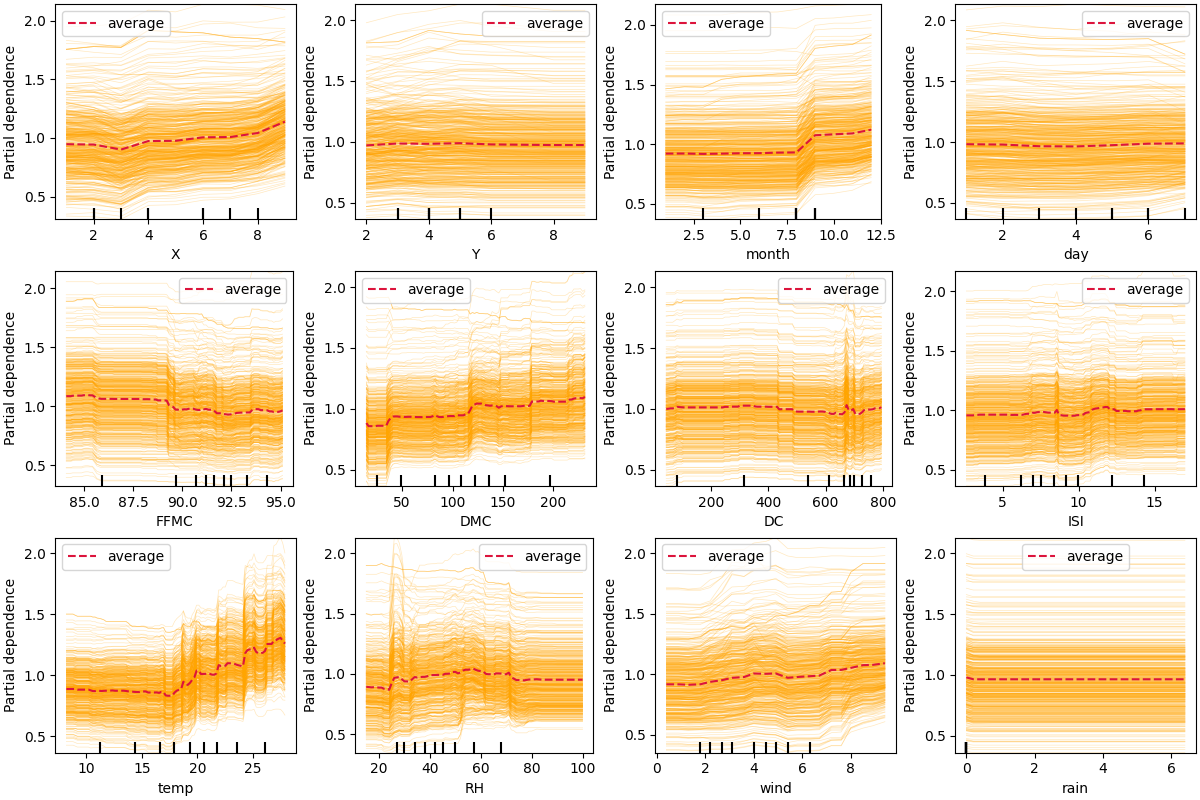 average average average average
Partial dependence Partial dependence Partial dependence Partial dependence
2.0 2.0 2.0 2.0
1.5 1.5 1.5 1.5
1.0 1.0 1.0 1.0
0.5 0.5 0.5 0.5
2 4 6 8 2 4 6 8 2.5 5.0 7.5 10.0 12.5 2 4 6
X Y month day
average average average average
Partial dependence Partial dependence Partial dependence Partial dependence
2.0 2.0 2.0 2.0
1.5 1.5 1.5 1.5
1.0 1.0 1.0 1.0
0.5 0.5 0.5 0.5
85.0 87.5 90.0 92.5 95.0 50 100 150 200 200 400 600 800 5 10 15
FFMC DMC DC ISI
average average average average
Partial dependence Partial dependence Partial dependence Partial dependence
2.0 2.0 2.0 2.0
1.5 1.5 1.5 1.5
1.0 1.0 1.0 1.0
0.5 0.5 0.5 0.5
10 15 20 25 20 40 60 80 100 0 2 4 6 8 0 2 4 6
temp RH wind rain